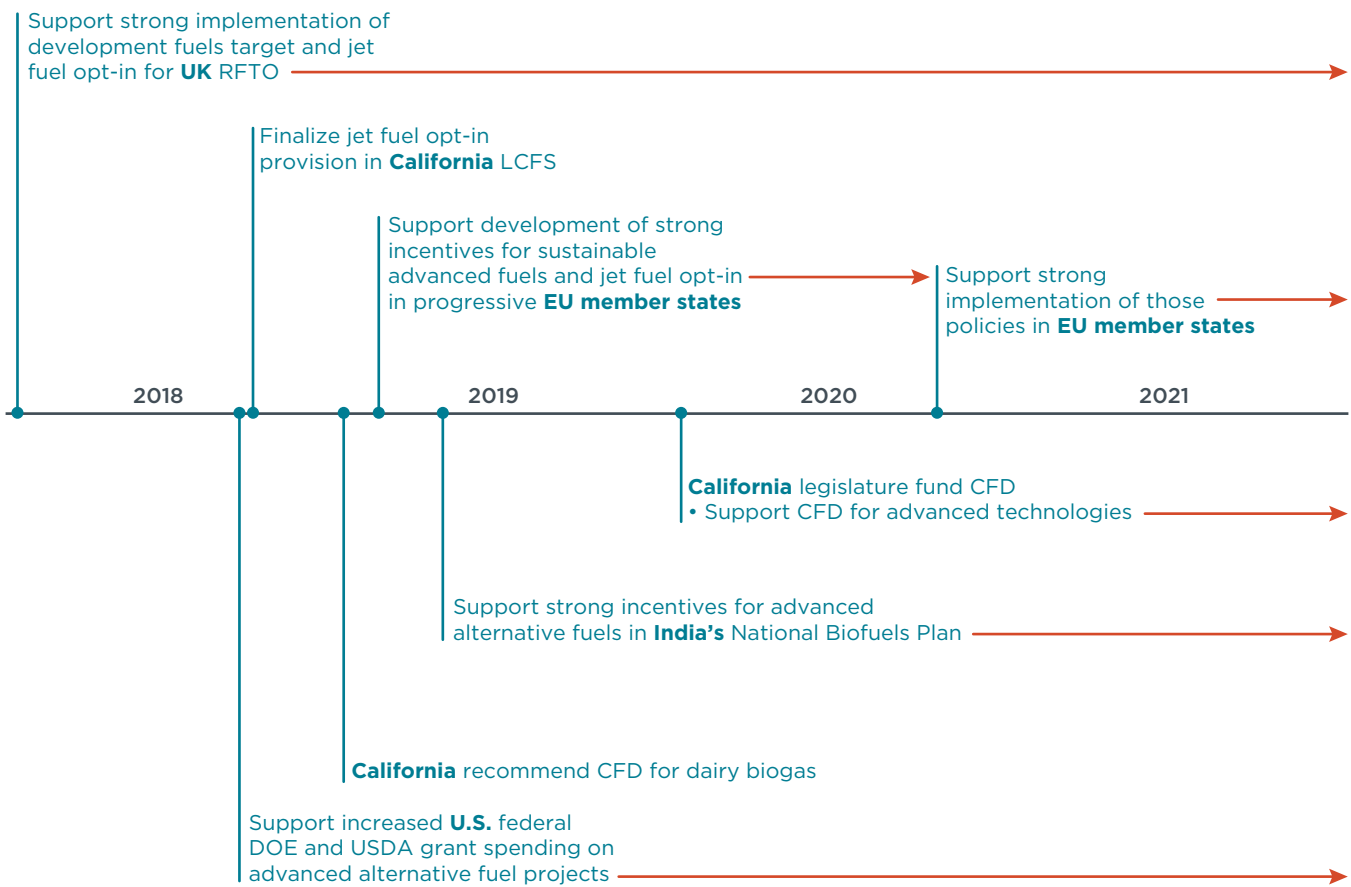 Support strong implementation of
development fuels target and jet
fuel opt-in for UK RFTO
Finalize jet fuel opt-in
provision in California LCFS
Support development of strong
incentives for sustainable
advanced fuels and jet fuel opt-in
in progressive EU member states
Support strong
implementation of those
policies in EU member states
2018
2019
2020
2021
California legislature fund CFD
• Support CFD for advanced technologies
Support strong incentives for advanced
alternative fuels in India's National Biofuels Plan
California recommend CFD for dairy biogas
Support increased U.S. federal
DOE and USDA grant spending on
advanced alternative fuel projects